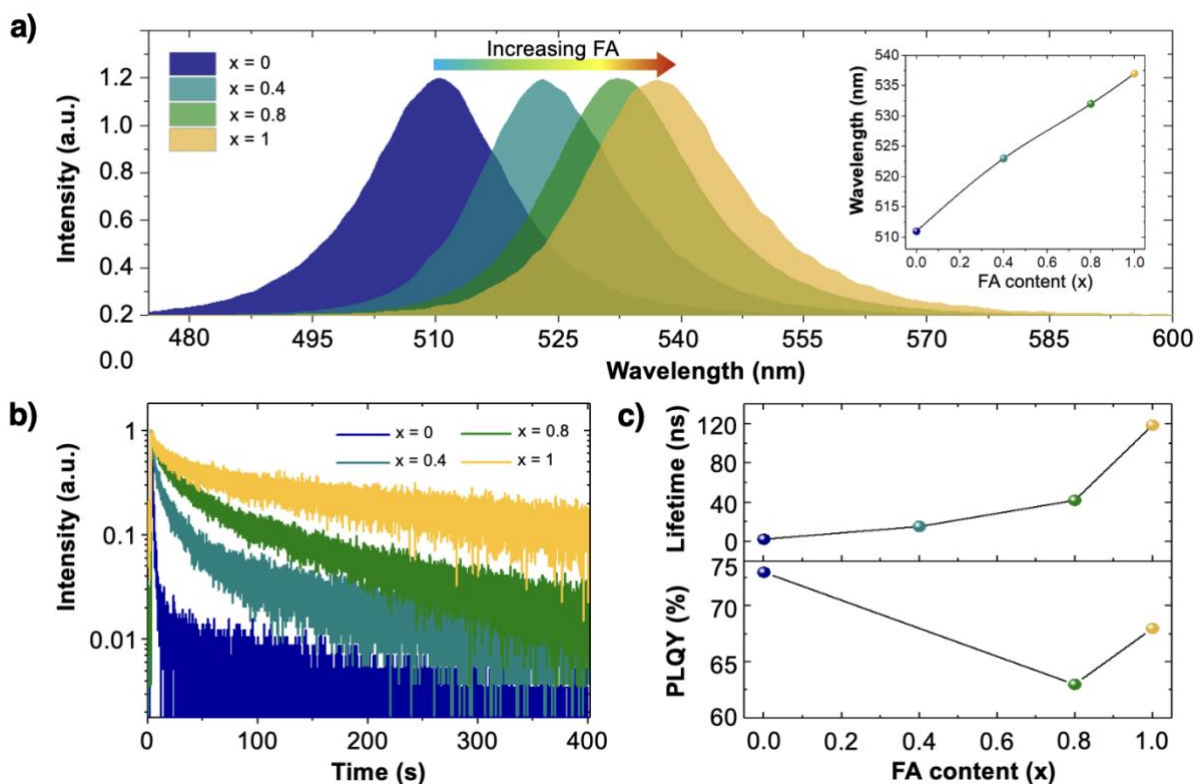 a)
Increasing FA
x = 0
x = 0.4
x = 0.8
x = 1
Intensity (a.u.)
1.2
1.0
0.8
0.6
0.4
0.2
0.0
480 495 510 525 540 555 570 585 600
Wavelength (nm)
Wavelength (nm)
540
535
530
525
520
515
510
0.0 0.2 0.4 0.6 0.8 1.0
FA content (x)
b)
x = 0 x = 0.8
x = 0.4 x = 1
Intensity (a.u.)
1
0.1
0.01
0 100 200 300 400
Time (s)
c)
Lifetime (ns)
120
80
40
0
PLQY (%)
75
70
65
60
0.0 0.2 0.4 0.6 0.8 1.0
FA content (x)